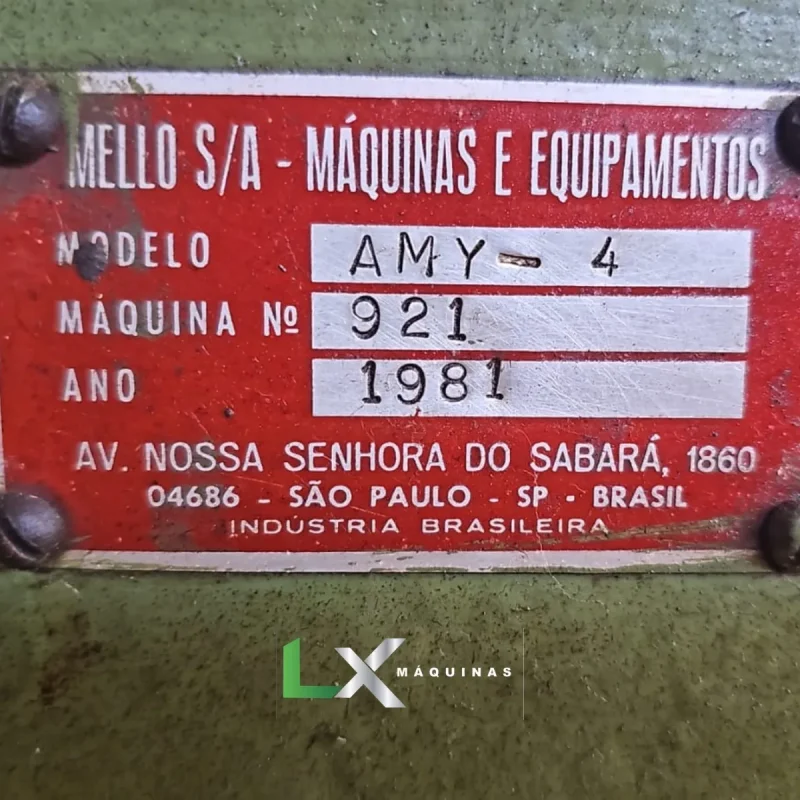 MELLO S/A - MÁQUINAS E EQUIPAMENTOS
MODELO AMY - 4
MÁQUINA Nº 921
ANO 1981
AV. NOSSA SENHORA DO SABARÁ, 1860
04686 - SÃO PAULO - SP - BRASIL
INDÚSTRIA BRASILEIRA
LX MÁQUINAS